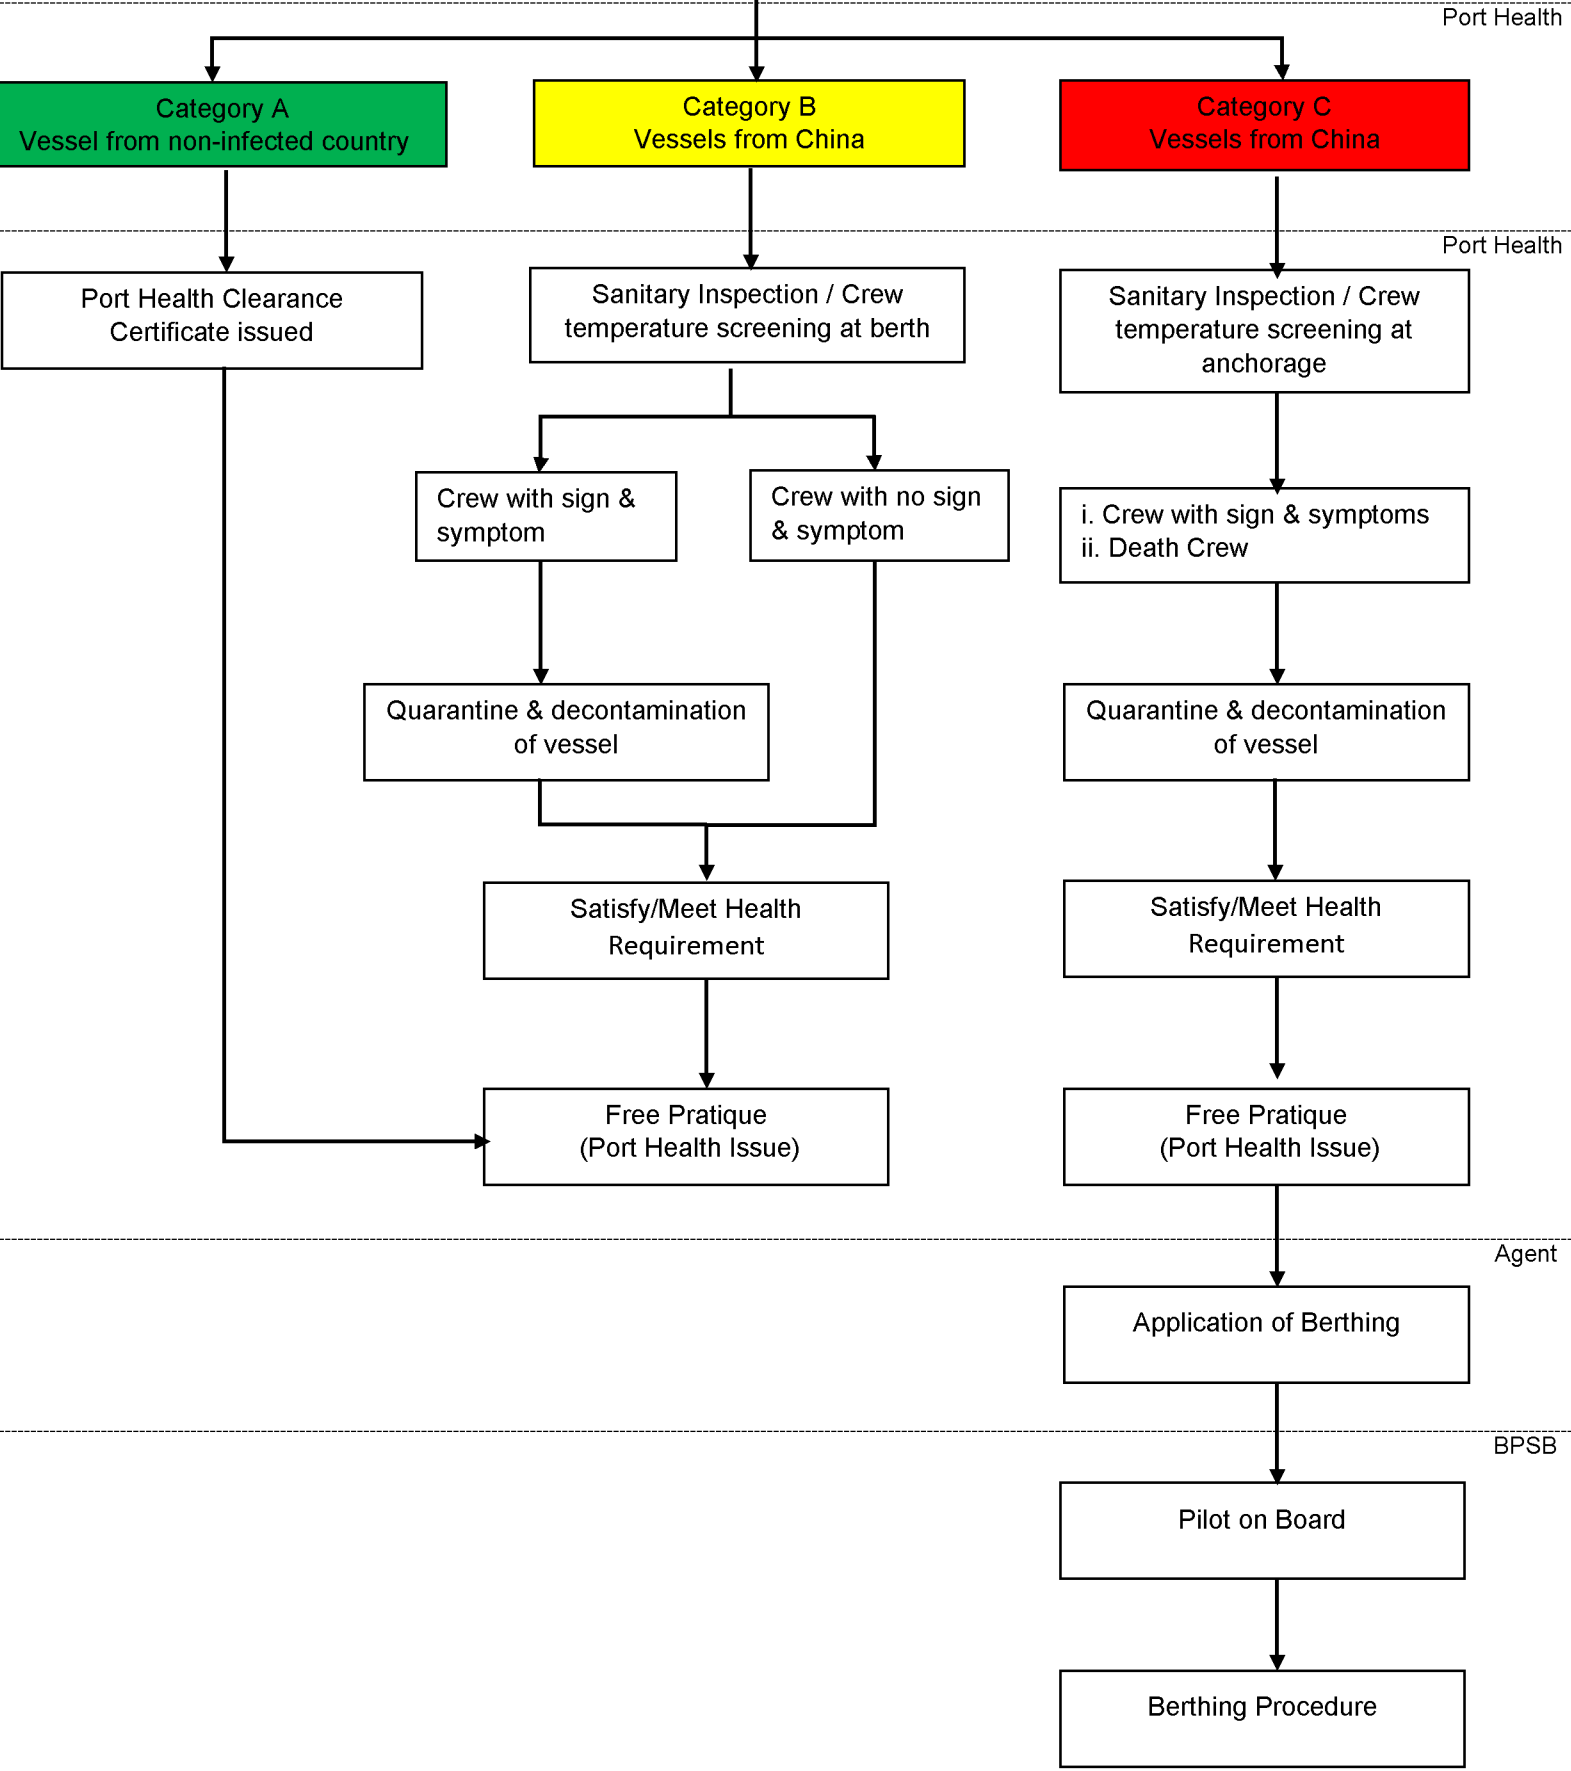 Port Health
Category A
Vessel from non-infected country
Category B
Vessels from China
Category C
Vessels from China
Port Health
Port Health Clearance
Certificate issued
Sanitary Inspection / Crew
temperature screening at berth
Sanitary Inspection / Crew
temperature screening at
anchorage
Crew with sign &
symptom
Crew with no sign
& symptom
i. Crew with sign & symptoms
ii. Death Crew
Quarantine & decontamination
of vessel
Quarantine & decontamination
of vessel
Satisfy/Meet Health
Requirement
Satisfy/Meet Health
Requirement
Free Pratique
(Port Health Issue)
Free Pratique
(Port Health Issue)
Agent
Application of Berthing
BPSB
Pilot on Board
Berthing Procedure